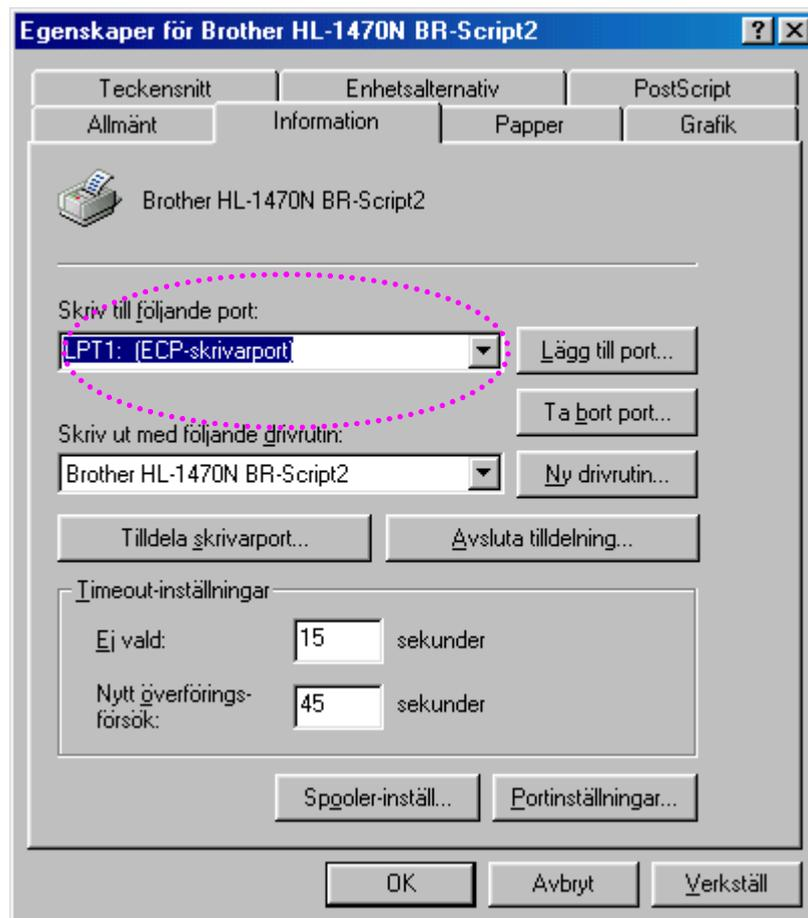 Egenskaper för Brother HL-1470N BR-Script2
Teckensnitt Enhetsalternativ PostScript
Allmänt Information Papper Grafik
Brother HL-1470N BR-Script2
Skriv till följande port:
LPT1: (ECP-skrivarport) Lägg till port...
Ta bort port...
Skriv ut med följande drivrutin:
Brother HL-1470N BR-Script2 Ny drivrutin...
Tilldela skrivarport... Avsluta tilldelning...
Timeout-inställningar
Ej vald: 15 sekunder
Nytt överförings-
försök: 45 sekunder
Spooler-inställ... Portinställningar...
OK Avbryt Verkställ